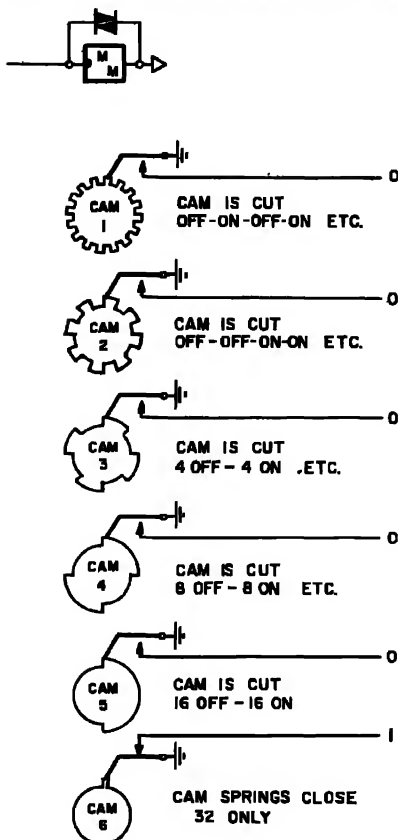 M
M
CAM
1
CAM IS CUT
OFF-ON-OFF-ON ETC.
0
CAM
2
CAM IS CUT
OFF-OFF-ON-ON ETC.
0
CAM
3
CAM IS CUT
4 OFF - 4 ON .ETC.
0
CAM
4
CAM IS CUT
8 OFF - 8 ON ETC.
0
CAM
5
CAM IS CUT
16 OFF - 16 ON
0
CAM
6
CAM SPRINGS CLOSE
32 ONLY
1